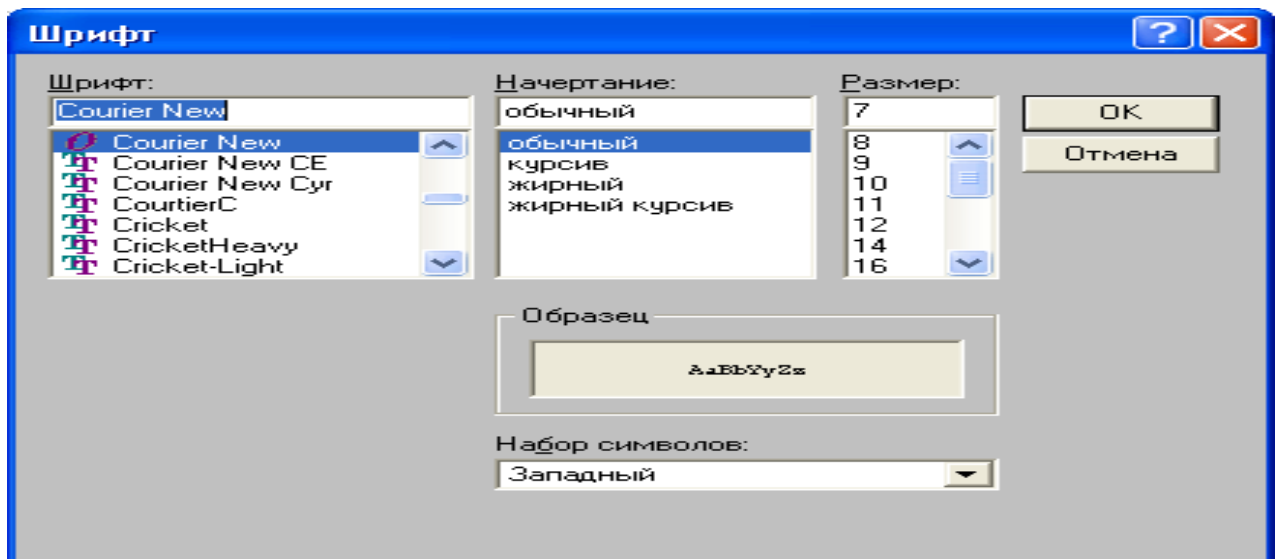 Шрифт
Шрифт:
Courier New
Courier New
Courier New CE
Courier New Cyr
CourtierC
Cricket
CricketHeavy
Cricket-Light
Начертание:
обычный
обычный
курсив
жирный
жирный курсив
Размер:
7
8
9
10
11
12
14
16
OK
Отмена
Образец
AaBbYyZz
Набор символов:
Западный